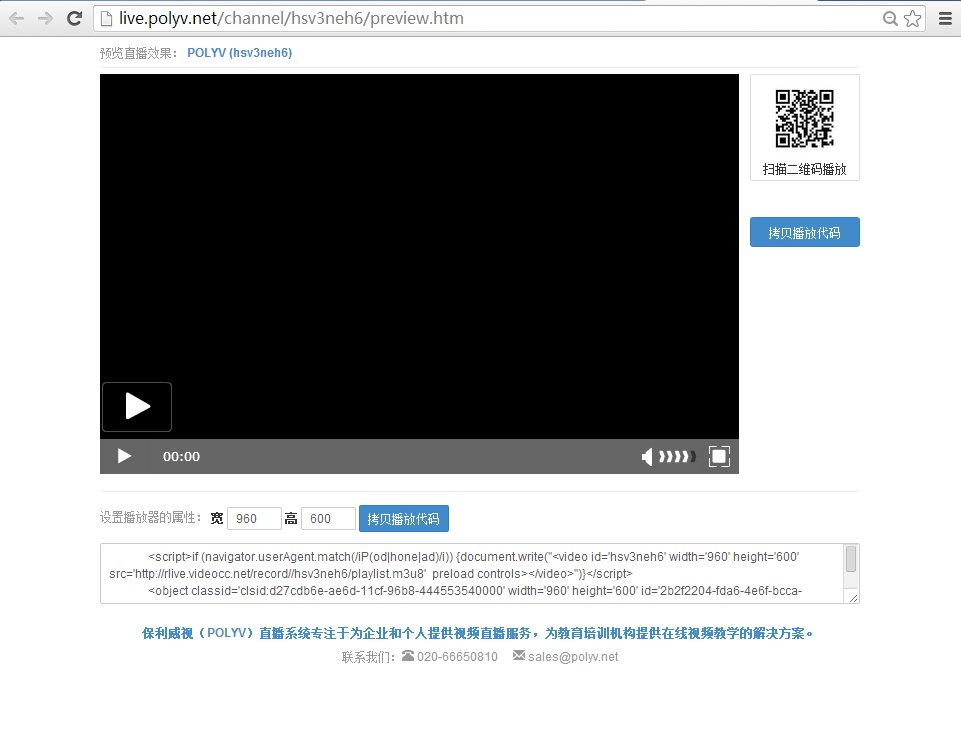 live.polyv.net/channel/hsv3neh6/preview.htm
预览直播效果： POLYV (hsv3neh6)
扫描二维码播放
拷贝播放代码
00:00
设置播放器的属性： 宽 960 高 600 拷贝播放代码
<script>if (navigator.userAgent.match(/iP(od|hone|ad)/i)) {document.write("<video id='hsv3neh6' width='960' height='600'
src='http://rlive.videocc.net/record//hsv3neh6/playlist.m3u8' preload controls></video>")}</script>
<object classid='clsid:d27cdb6e-ae6d-11cf-96b8-444553540000' width='960' height='600' id='2b2f2204-fda6-4e6f-bcca-
保利威视（POLYV）直播系统专注于为企业和个人提供视频直播服务，为教育培训机构提供在线视频教学的解决方案。
联系我们： 020-66650810 sales@polyv.net